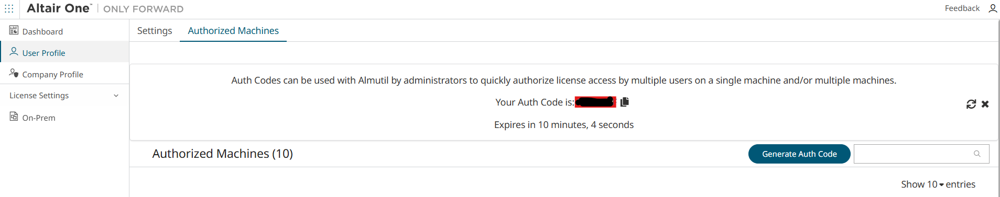 Altair One™ | ONLY FORWARD
Feedback
Dashboard
User Profile
Company Profile
License Settings
On-Prem
Settings
Authorized Machines
Auth Codes can be used with Almutil by administrators to quickly authorize license access by multiple users on a single machine and/or multiple machines.
Your Auth Code is:
Expires in 10 minutes, 4 seconds
Authorized Machines (10)
Generate Auth Code
Show 10 entries